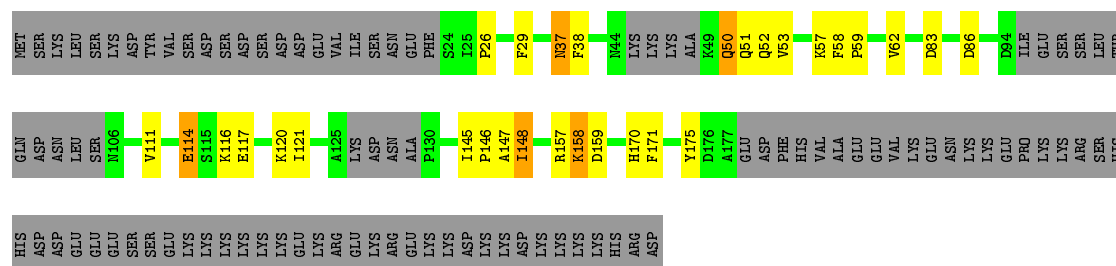 MET SER LYS LEU SER LYS ASP TYR VAL SER ASP SER ASP SER ASP ASP GLU VAL ILE SER ASN GLU PHE S24 I25 P26 F29 N37 F38 N44 LYS LYS LYS ALA K49 Q50 Q51 Q52 V53 K57 F58 P59 V62 D83 D86 D94 ILE GLU SER SER LEU
GLN ASP ASN LEU SER N106 V111 E114 S115 K116 E117 K120 I121 A125 LYS ASP ASN ALA P130 I145 P146 A147 I148 R157 K158 D159 H170 F171 Y175 D176 A177 GLU ASP PHE HIS VAL ALA GLU GLU VAL LYS GLU ASN LYS LYS GLU PRO LYS LYS ARG SER
HIS ASP ASP GLU GLU GLU SER SER GLU LYS LYS LYS LYS LYS LYS GLU LYS ARG GLU LYS ARG GLU LYS LYS ASP LYS LYS ASP LYS LYS LYS LYS HIS ARG ASP